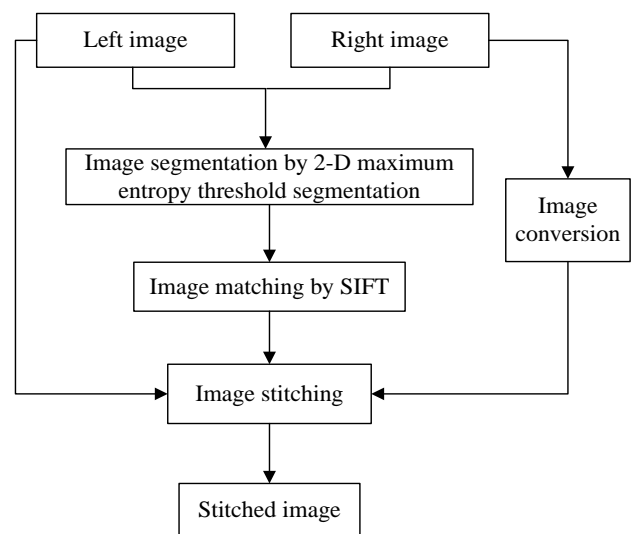 Left image
Right image
Image segmentation by 2-D maximum
entropy threshold segmentation
Image
conversion
Image matching by SIFT
Image stitching
Stitched image